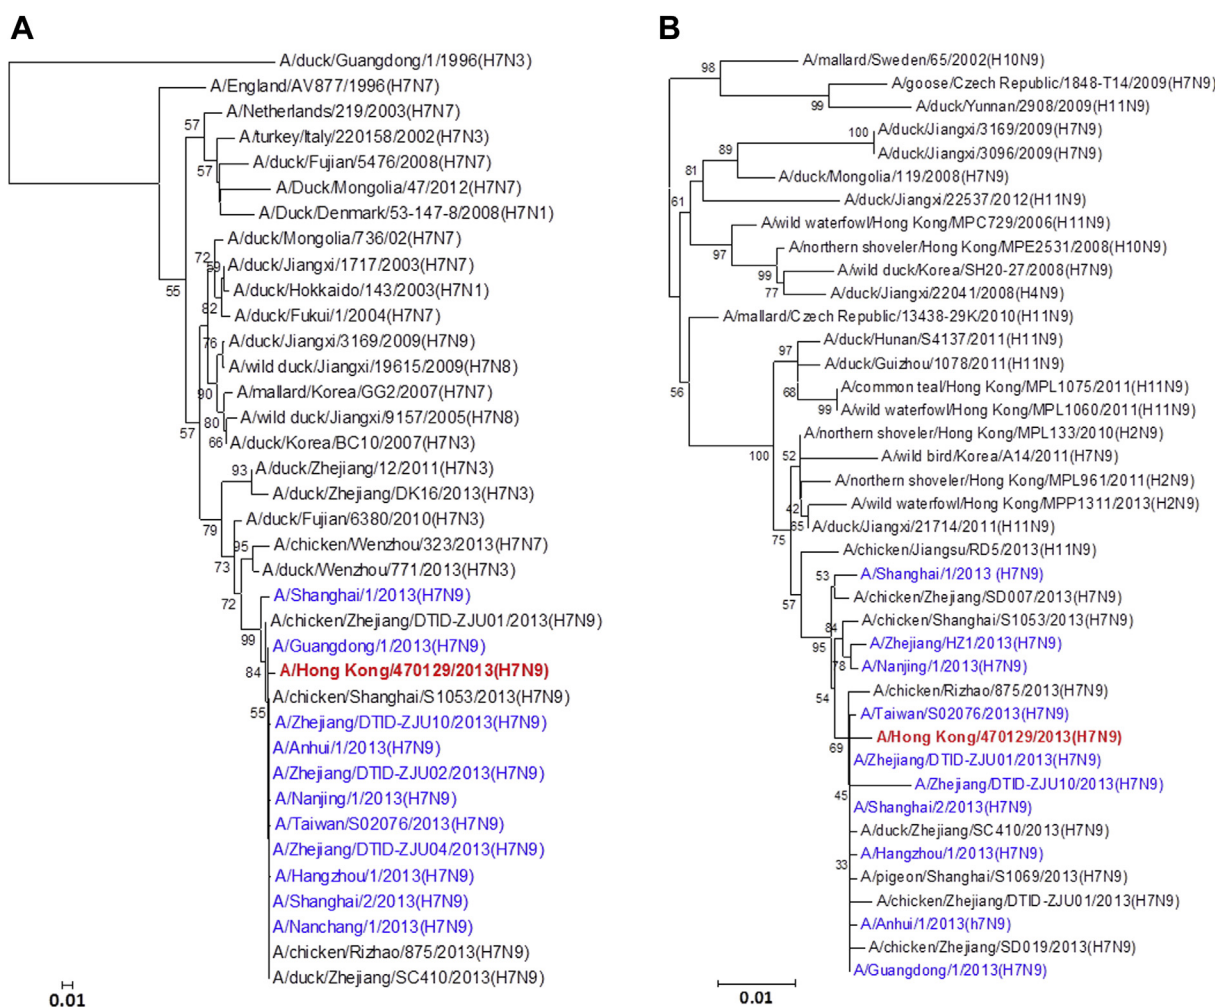 A
A/duck/Guangdong/1/1996(H7N3)
A/England/AV877/1996(H7N7)
A/Netherlands/219/2003(H7N7)
57
A/turkey/Italy/220158/2002(H7N3)
A/duck/Fujian/5476/2008(H7N7)
57
A/Duck/Mongolia/47/2012(H7N7)
A/Duck/Denmark/53-147-8/2008(H7N1)
A/duck/Mongolia/736/02(H7N7)
72
59
A/duck/Jiangxi/1717/2003(H7N7)
55
A/duck/Hokkaido/143/2003(H7N1)
82
A/duck/Fukui/1/2004(H7N7)
76
A/duck/Jiangxi/3169/2009(H7N9)
A/wild duck/Jiangxi/19615/2009(H7N8)
90
A/mallard/Korea/GG2/2007(H7N7)
80
A/wild duck/Jiangxi/9157/2005(H7N8)
57
66
A/duck/Korea/BC10/2007(H7N3)
93
A/duck/Zhejiang/12/2011(H7N3)
A/duck/Zhejiang/DK16/2013(H7N3)
79
A/duck/Fujian/6380/2010(H7N3)
95
A/chicken/Wenzhou/323/2013(H7N7)
73
A/duck/Wenzhou/771/2013(H7N3)
72
A/Shanghai/1/2013(H7N9)
A/chicken/Zhejiang/DTID-ZJU01/2013(H7N9)
99
A/Guangdong/1/2013(H7N9)
84
A/Hong Kong/470129/2013(H7N9)
A/chicken/Shanghai/S1053/2013(H7N9)
55
A/Zhejiang/DTID-ZJU10/2013(H7N9)
A/Anhui/1/2013(H7N9)
A/Zhejiang/DTID-ZJU02/2013(H7N9)
A/Nanjing/1/2013(H7N9)
A/Taiwan/S02076/2013(H7N9)
A/Zhejiang/DTID-ZJU04/2013(H7N9)
A/Hangzhou/1/2013(H7N9)
A/Shanghai/2/2013(H7N9)
A/Nanchang/1/2013(H7N9)
A/chicken/Rizhao/875/2013(H7N9)
A/duck/Zhejiang/SC410/2013(H7N9)
0.01
B
A/mallard/Sweden/65/2002(H10N9)
98
A/goose/Czech Republic/1848-T14/2009(H7N9)
99
A/duck/Yunnan/2908/2009(H11N9)
100
A/duck/Jiangxi/3169/2009(H7N9)
89
A/duck/Jiangxi/3096/2009(H7N9)
81
A/duck/Mongolia/119/2008(H7N9)
61
A/duck/Jiangxi/22537/2012(H11N9)
A/wild waterfowl/Hong Kong/MPC729/2006(H11N9)
97
A/northern shoveler/Hong Kong/MPE2531/2008(H10N9)
99
A/wild duck/Korea/SH20-27/2008(H7N9)
77
A/duck/Jiangxi/22041/2008(H4N9)
A/mallard/Czech Republic/13438-29K/2010(H11N9)
97
A/duck/Hunan/S4137/2011(H11N9)
A/duck/Guizhou/1078/2011(H11N9)
56
68
A/common teal/Hong Kong/MPL1075/2011(H11N9)
99
A/wild waterfowl/Hong Kong/MPL1060/2011(H11N9)
A/northern shoveler/Hong Kong/MPL133/2010(H2N9)
100
52
A/wild bird/Korea/A14/2011(H7N9)
A/northern shoveler/Hong Kong/MPL961/2011(H2N9)
42
A/wild waterfowl/Hong Kong/MPP1311/2013(H2N9)
65
A/duck/Jiangxi/21714/2011(H11N9)
75
A/chicken/Jiangsu/RD5/2013(H11N9)
53
A/Shanghai/1/2013 (H7N9)
57
A/chicken/Zhejiang/SD007/2013(H7N9)
84
A/chicken/Shanghai/S1053/2013(H7N9)
95
A/Zhejiang/HZ1/2013(H7N9)
78
A/Nanjing/1/2013(H7N9)
54
A/chicken/Rizhao/875/2013(H7N9)
A/Taiwan/S02076/2013(H7N9)
69
A/Hong Kong/470129/2013(H7N9)
A/Zhejiang/DTID-ZJU01/2013(H7N9)
45
A/Zhejiang/DTID-ZJU10/2013(H7N9)
A/Shanghai/2/2013(H7N9)
A/duck/Zhejiang/SC410/2013(H7N9)
33
A/Hangzhou/1/2013(H7N9)
A/pigeon/Shanghai/S1069/2013(H7N9)
A/chicken/Zhejiang/DTID-ZJU01/2013(H7N9)
A/Anhui/1/2013(h7N9)
A/chicken/Zhejiang/SD019/2013(H7N9)
A/Guangdong/1/2013(H7N9)
0.01